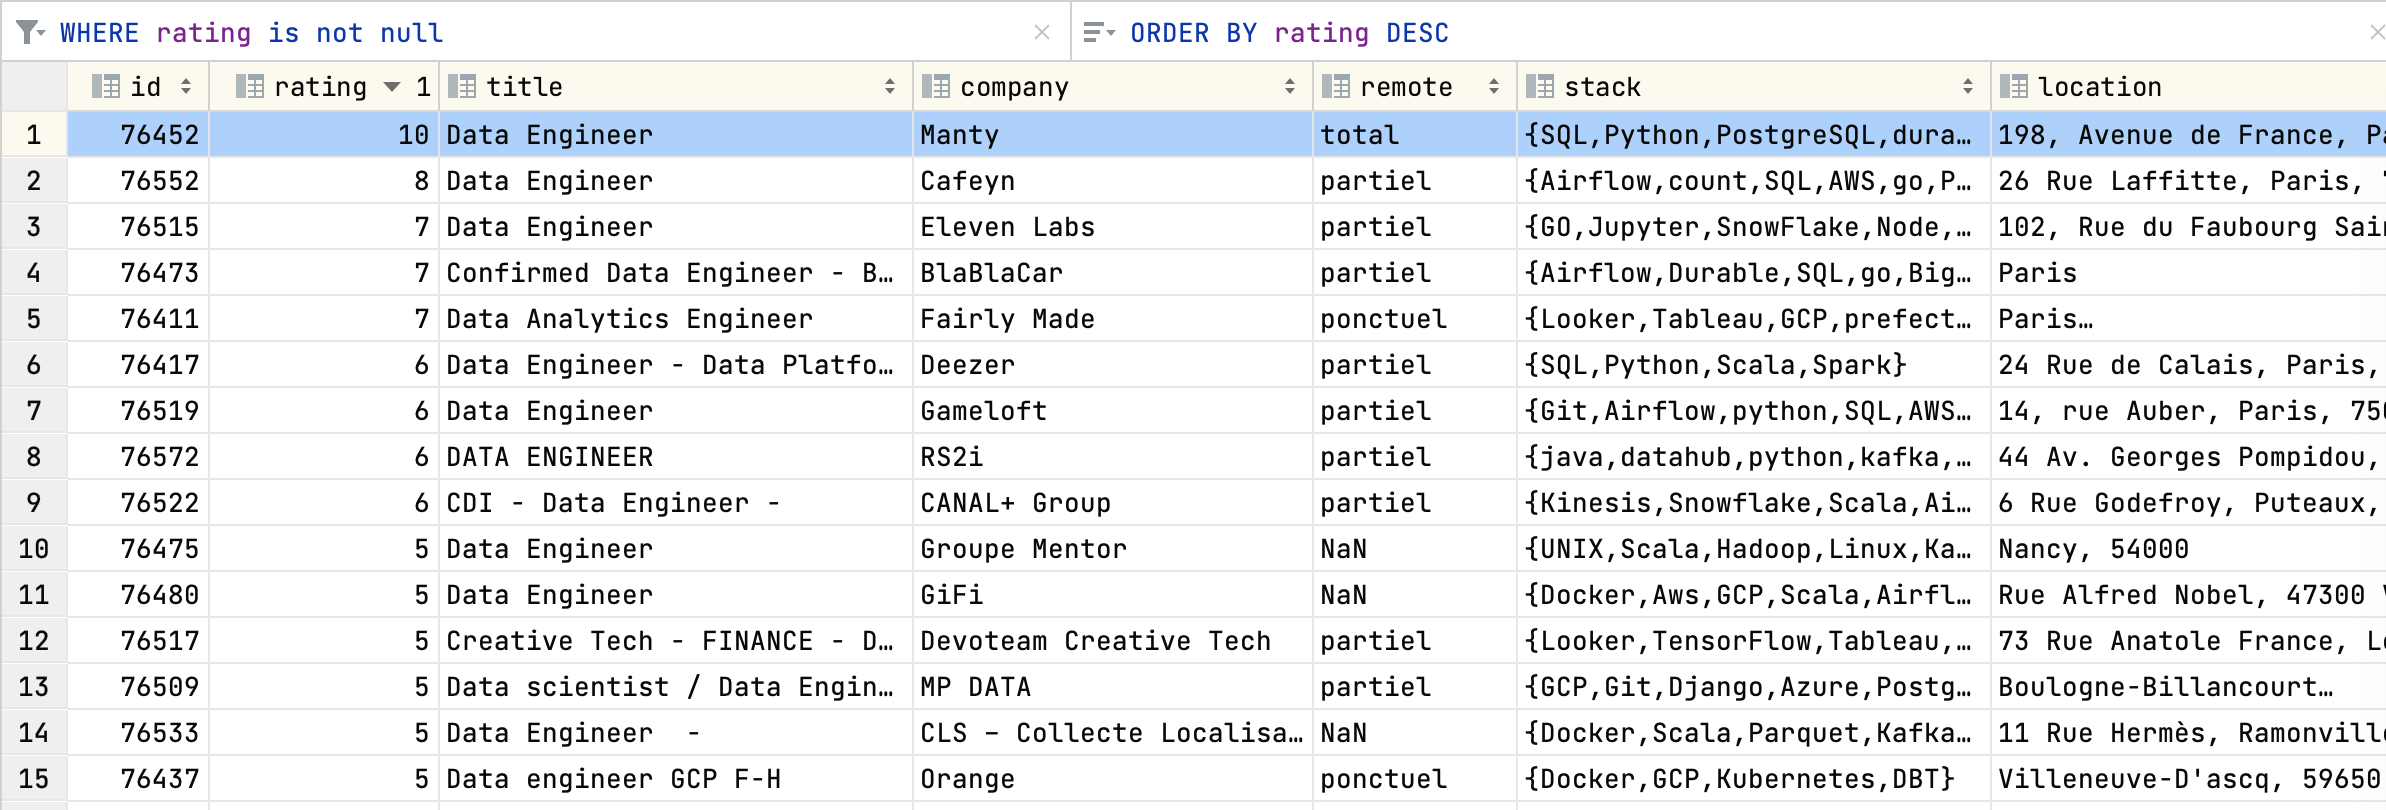 WHERE rating is not null ORDER BY rating DESC
id rating 1 title company remote stack location
1 76452 10 Data Engineer Manty total {SQL,Python,PostgreSQL,dura… 198, Avenue de France,
2 76552 8 Data Engineer Cafeyn partiel {Airflow,count,SQL,AWS,go,P… 26 Rue Laffitte, Paris,
3 76515 7 Data Engineer Eleven Labs partiel {GO,Jupyter,SnowFlake,Node,… 102, Rue du Faubourg
4 76473 7 Confirmed Data Engineer - B… BlaBlaCar partiel {Airflow,Durable,SQL,go,Big… Paris
5 76411 7 Data Analytics Engineer Fairly Made ponctuel {Looker,Tableau,GCP,prefect… Paris…
6 76417 6 Data Engineer - Data Platfo… Deezer partiel {SQL,Python,Scala,Spark} 24 Rue de Calais, Paris,
7 76519 6 Data Engineer Gameloft partiel {Git,Airflow,python,SQL,AWS… 14, rue Auber, Paris,
8 76572 6 DATA ENGINEER RS2i partiel {java,datahub,python,kafka,… 44 Av. Georges Pompidou,
9 76522 6 CDI - Data Engineer - CANAL+ Group partiel {Kinesis,Snowflake,Scala,Ai… 6 Rue Godefroy, Puteaux,
10 76475 5 Data Engineer Groupe Mentor NaN {UNIX,Scala,Hadoop,Linux,Ka… Nancy, 54000
11 76480 5 Data Engineer GiFi NaN {Docker,Aws,GCP,Scala,Airfl… Rue Alfred Nobel, 47300
12 76517 5 Creative Tech - FINANCE - D… Devoteam Creative Tech partiel {Looker,TensorFlow,Tableau,… 73 Rue Anatole France,
13 76509 5 Data scientist / Data Engin… MP DATA partiel {GCP,Git,Django,Azure,Postg… Boulogne-Billancourt…
14 76533 5 Data Engineer - CLS – Collecte Localisa… NaN {Docker,Scala,Parquet,Kafka… 11 Rue Hermès, Ramonvill
15 76437 5 Data engineer GCP F-H Orange ponctuel {Docker,GCP,Kubernetes,DBT} Villeneuve-D'ascq, 59650